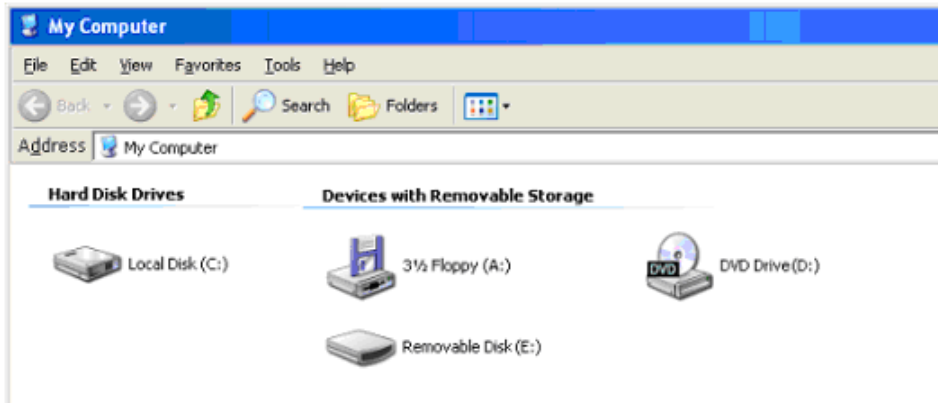 My Computer
File Edit View Favorites Tools Help
Back Search Folders
Address My Computer
Hard Disk Drives Devices with Removable Storage
Local Disk (C:) 3½ Floppy (A:) DVD DVD Drive(D:)
Removable Disk (E:)